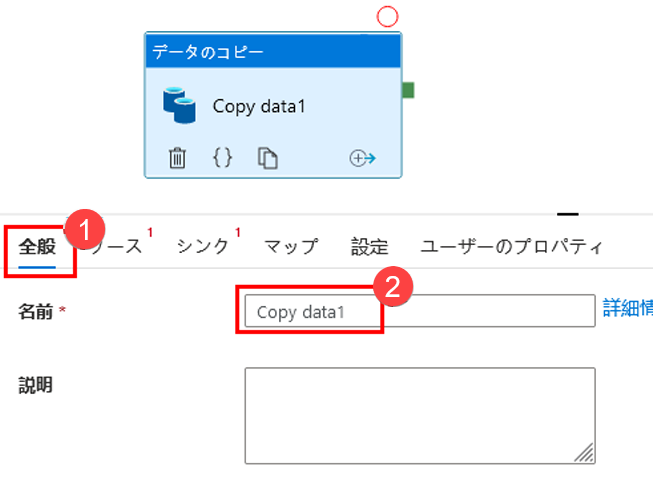 データのコピー
Copy data1
{}
1
全般 ース 1 シンク 1 マップ 設定 ユーザーのプロパティ
2
名前 * Copy data1 詳細情
説明